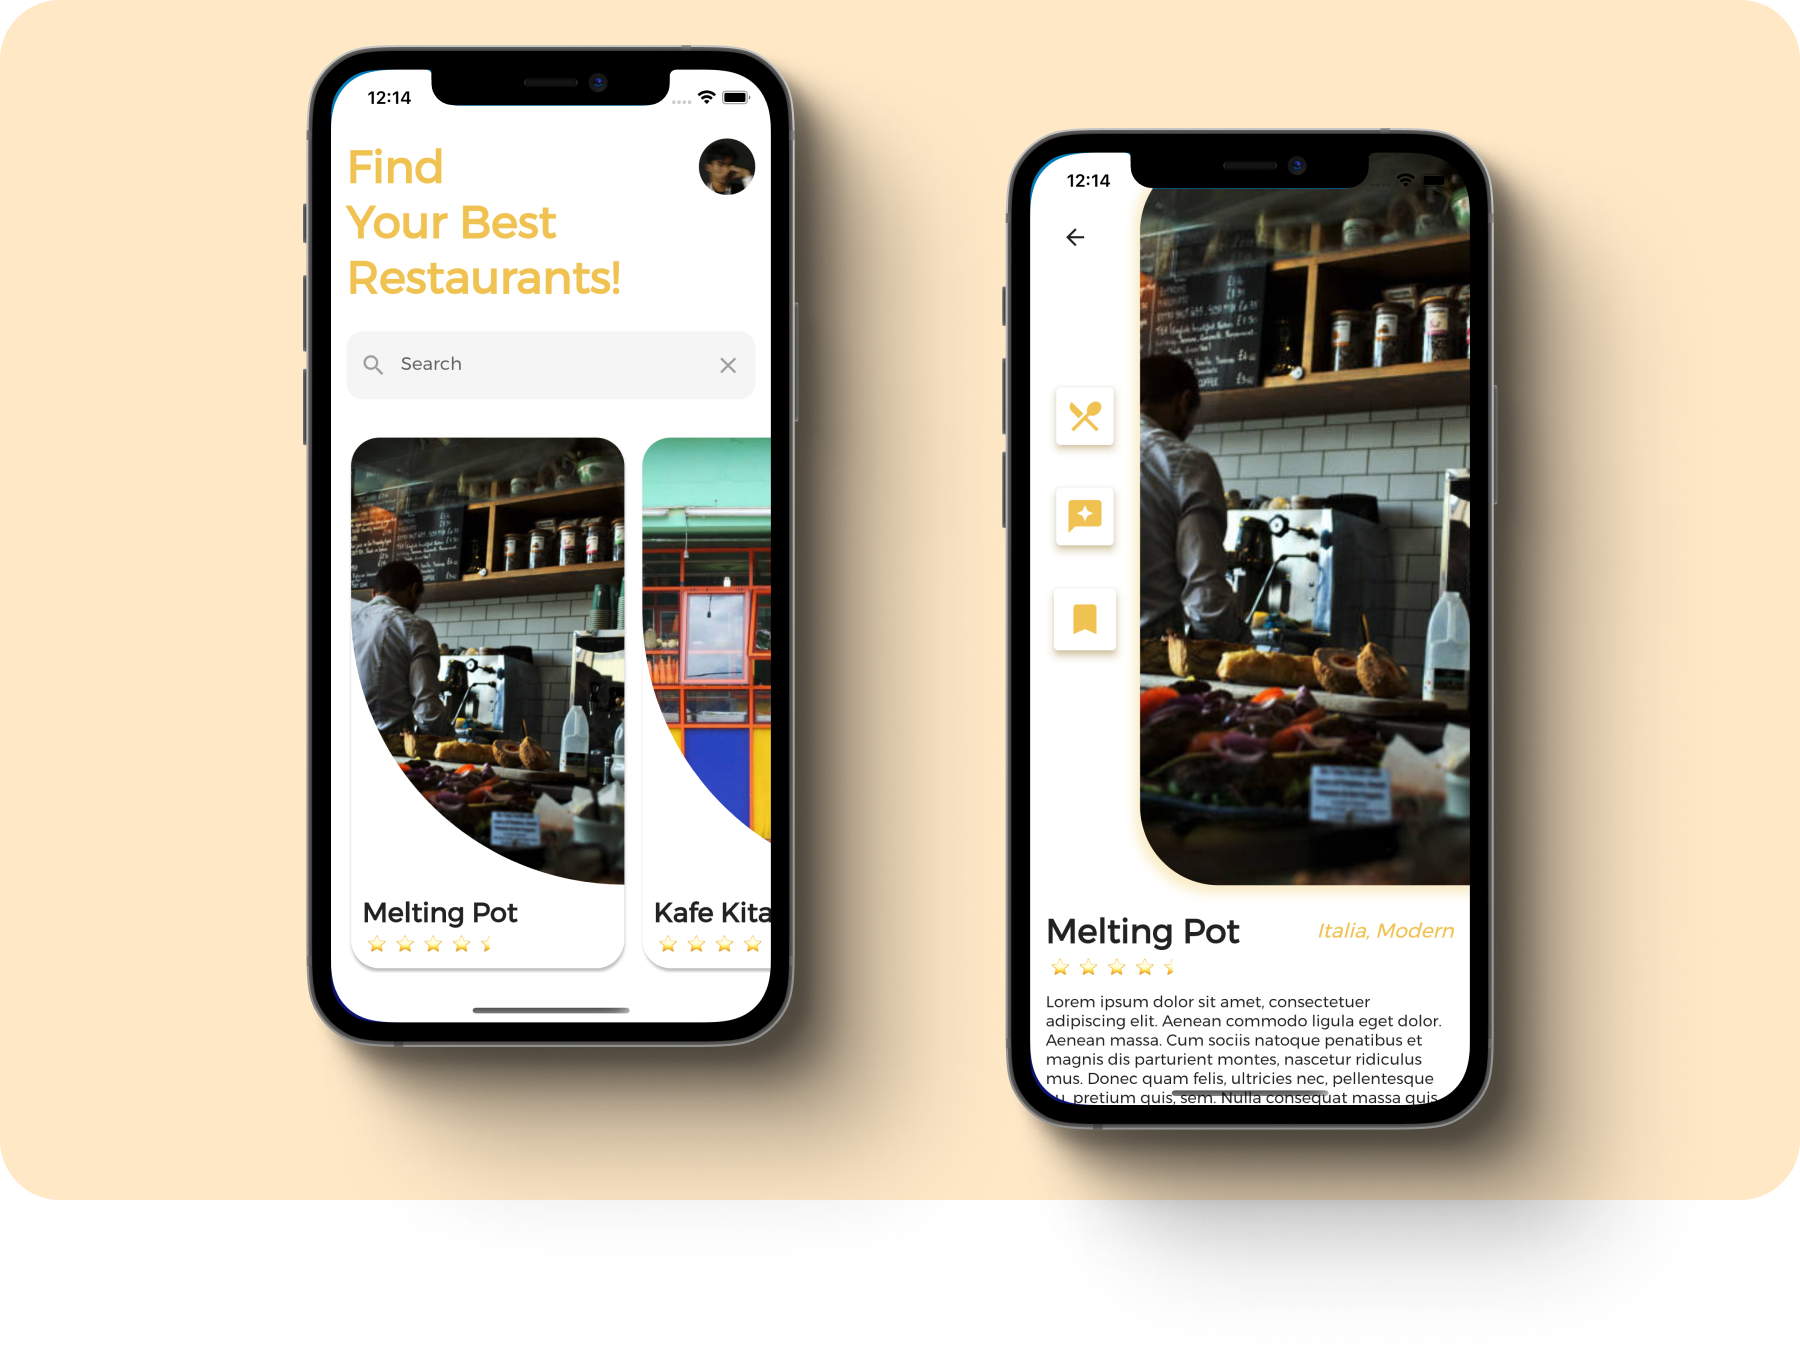 12:14
Find
Your Best
Restaurants!
Search
Melting Pot
Kafe Kita
12:14
Melting Pot
Italia, Modern
Lorem ipsum dolor sit amet, consectetuer
adipiscing elit. Aenean commodo ligula eget dolor.
Aenean massa. Cum sociis natoque penatibus et
magnis dis parturient montes, nascetur ridiculus
mus. Donec quam felis, ultricies nec, pellentesque
pretium quis, sem. Nulla consequat massa quis